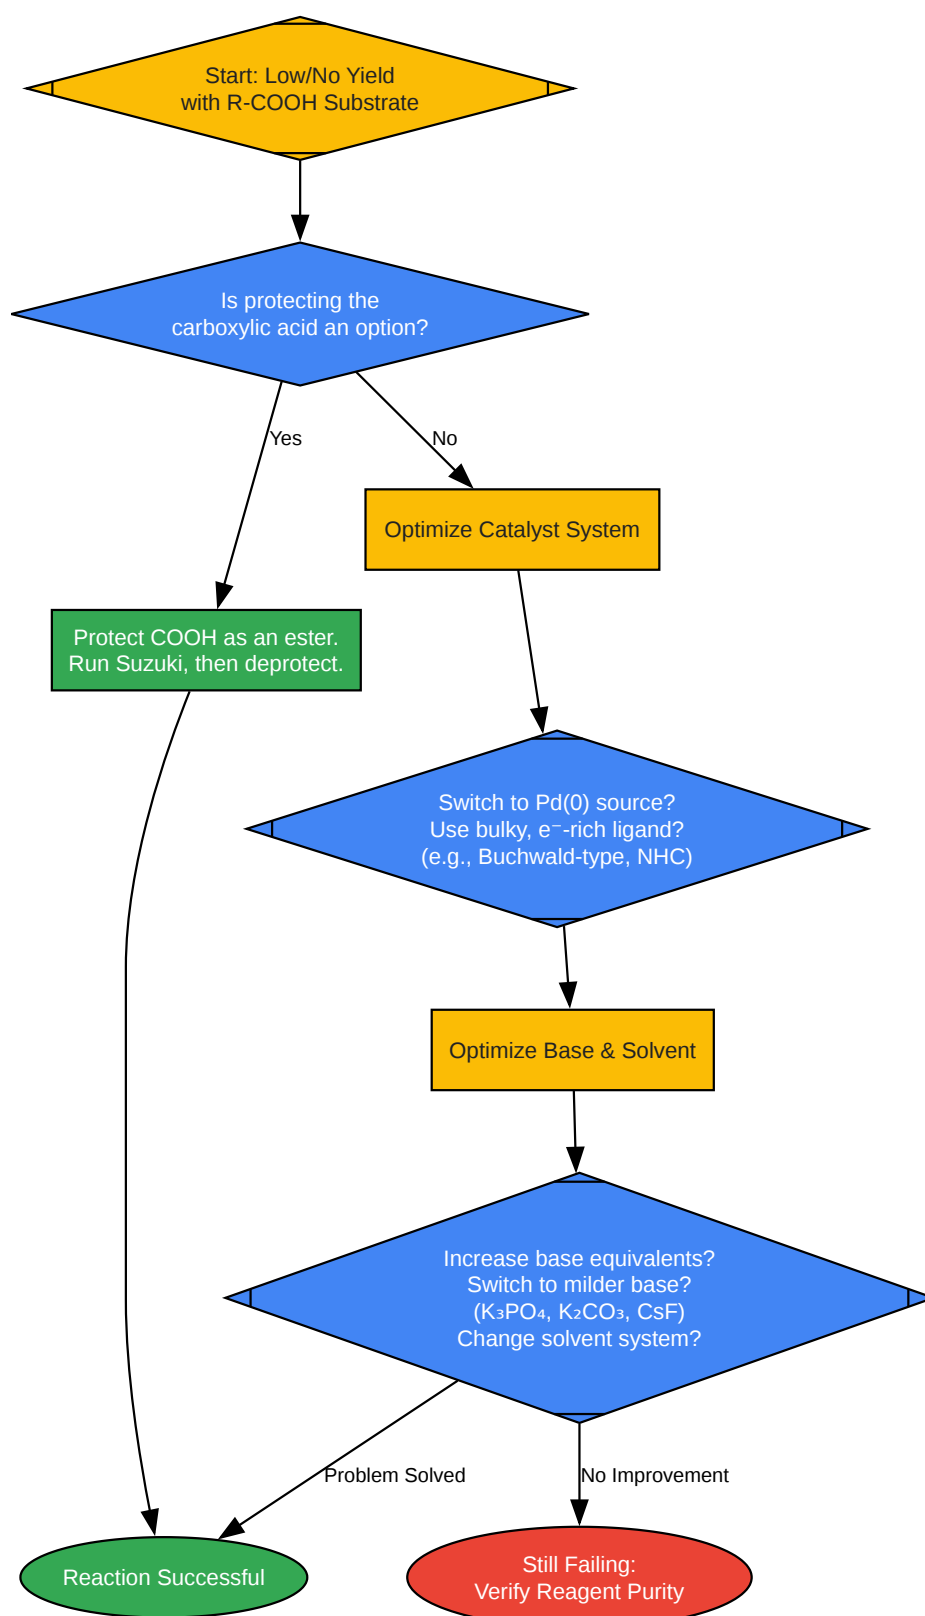 Start: Low/No Yield
with R-COOH Substrate
Is protecting the
carboxylic acid an option?
Yes
No
Optimize Catalyst System
Protect COOH as an ester.
Run Suzuki, then deprotect.
Switch to Pd(0) source?
Use bulky, e⁻-rich ligand?
(e.g., Buchwald-type, NHC)
Optimize Base & Solvent
Increase base equivalents?
Switch to milder base?
(K₃PO₄, K₂CO₃, CsF)
Change solvent system?
Problem Solved
No Improvement
Reaction Successful
Still Failing:
Verify Reagent Purity